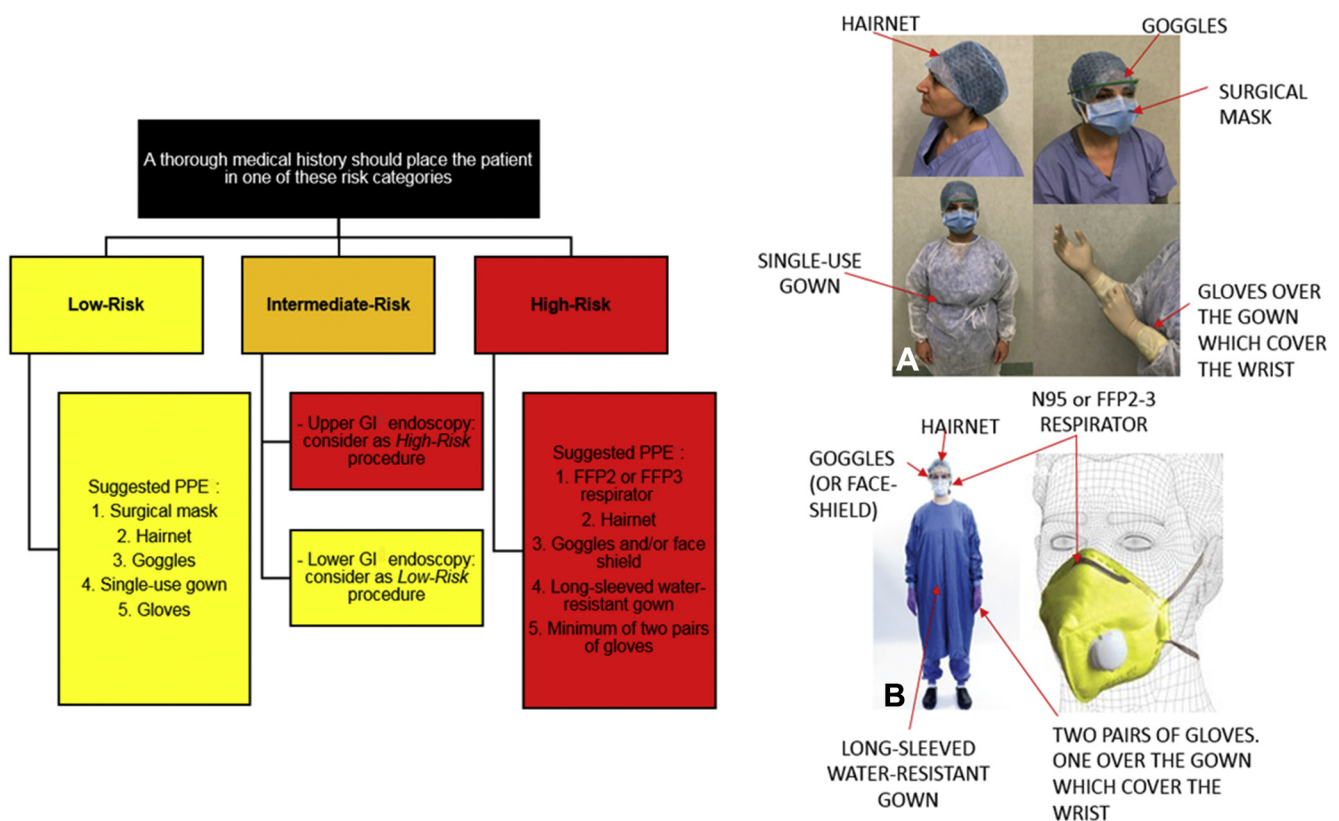 A thorough medical history should place the patient
in one of these risk categories
Low-Risk
Intermediate-Risk
High-Risk
Suggested PPE :
1. Surgical mask
2. Hairnet
3. Goggles
4. Single-use gown
5. Gloves
- Upper GI endoscopy:
consider as High-Risk
procedure
- Lower GI endoscopy:
consider as Low-Risk
procedure
Suggested PPE :
1. FFP2 or FFP3
respirator
2. Hairnet
3. Goggles and/or face
shield
4. Long-sleeved water-
resistant gown
5. Minimum of two pairs
of gloves
HAIRNET
GOGGLES
SURGICAL
MASK
SINGLE-USE
GOWN
GLOVES OVER
THE GOWN
WHICH COVER
THE WRIST
A
N95 or FFP2-3
RESPIRATOR
HAIRNET
GOGGLES
(OR FACE-
SHIELD)
B
LONG-SLEEVED
WATER-RESISTANT
GOWN
TWO PAIRS OF GLOVES.
ONE OVER THE GOWN
WHICH COVER THE
WRIST